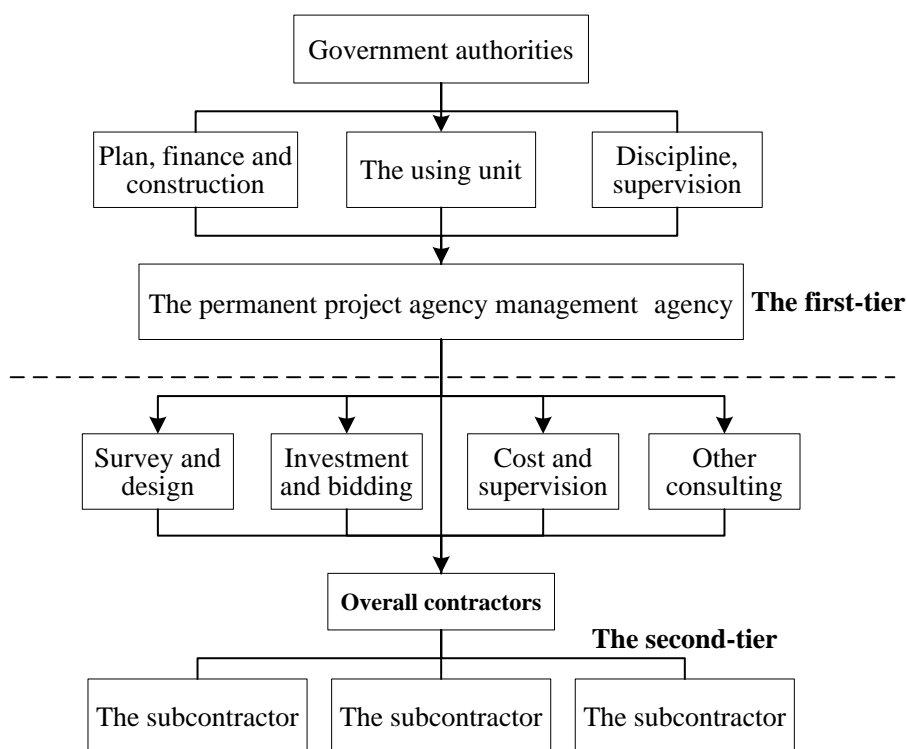 Government authorities
Plan, finance and
construction
The using unit
Discipline,
supervision
The permanent project agency management agency
The first-tier
Survey and
design
Investment
and bidding
Cost and
supervision
Other
consulting
Overall contractors
The second-tier
The subcontractor
The subcontractor
The subcontractor